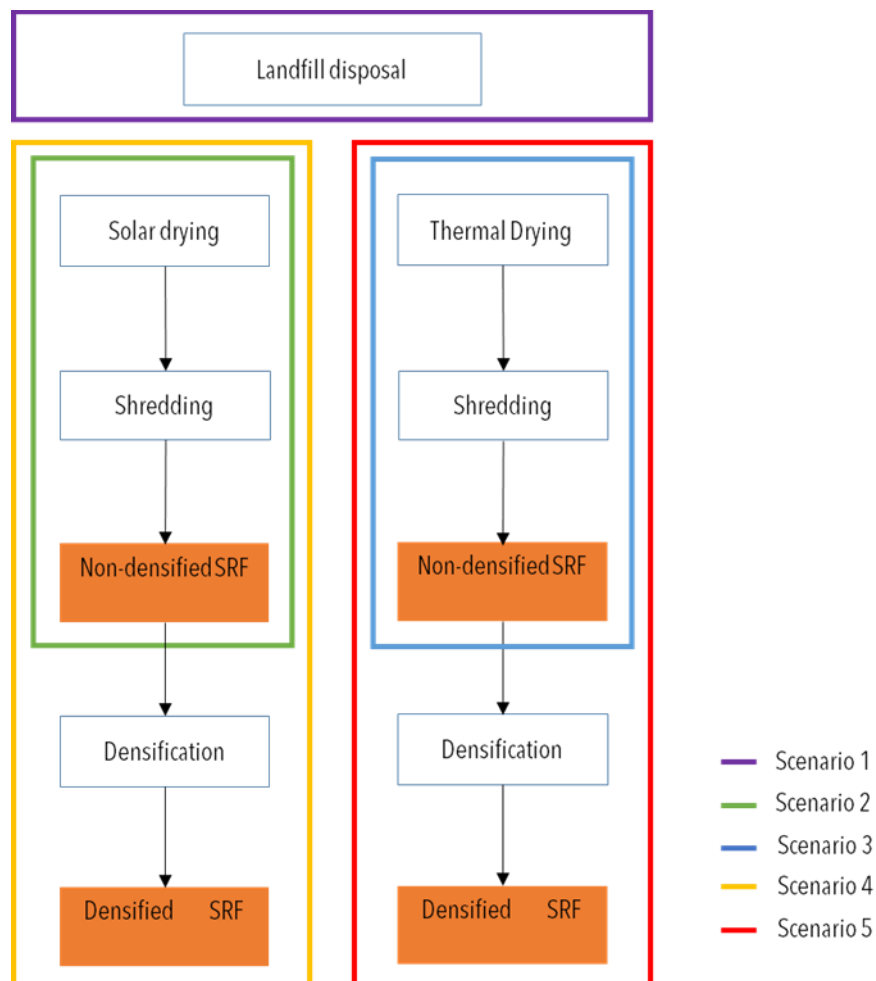 Landfill disposal
Solar drying
Shredding
Non-densified SRF
Densification
Densified SRF
Thermal Drying
Shredding
Non-densified SRF
Densification
Densified SRF
Scenario 1
Scenario 2
Scenario 3
Scenario 4
Scenario 5